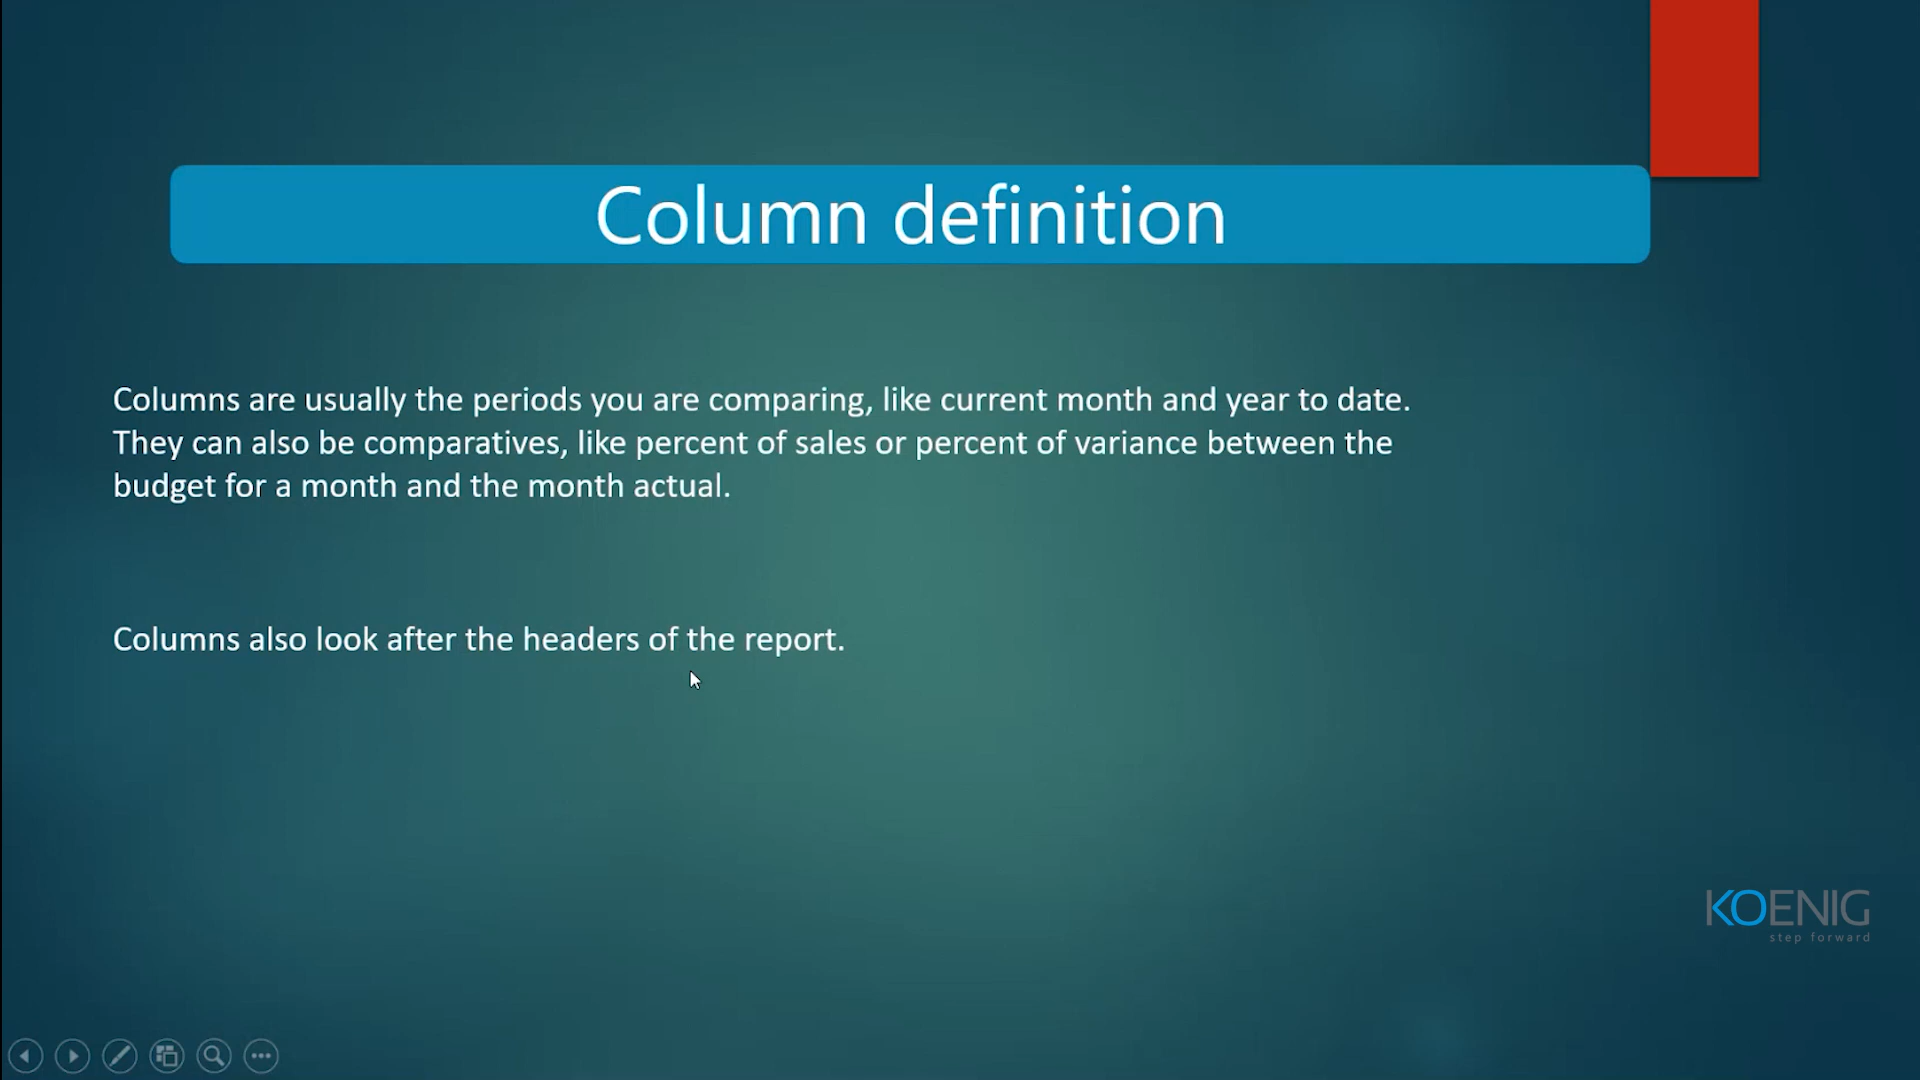 Column definition
Columns are usually the periods you are comparing, like current month and year to date.
They can also be comparatives, like percent of sales or percent of variance between the
budget for a month and the month actual.
Columns also look after the headers of the report.
KOENIG
step forward